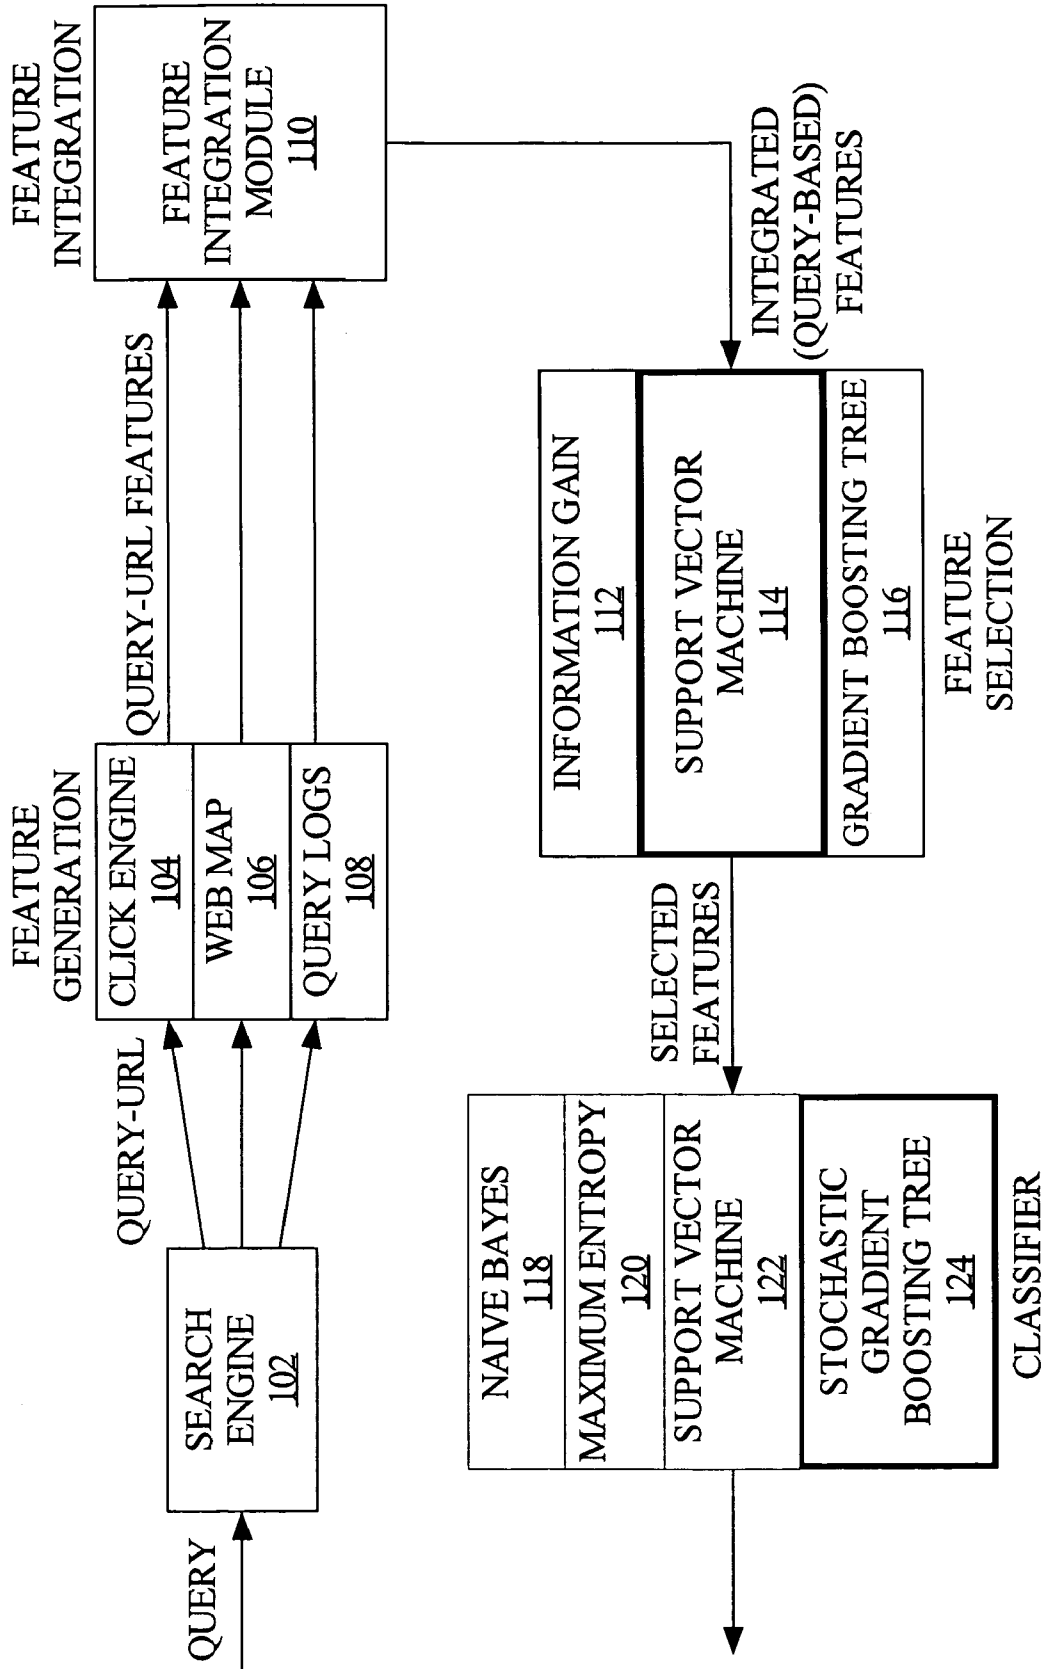 QUERY
SEARCH
ENGINE
102
QUERY-URL
FEATURE
GENERATION
CLICK ENGINE
104
WEB MAP
106
QUERY LOGS
108
QUERY-URL FEATURES
FEATURE
INTEGRATION
FEATURE
INTEGRATION
MODULE
110
INTEGRATED
(QUERY-BASED)
FEATURES
INFORMATION GAIN
112
SUPPORT VECTOR
MACHINE
114
GRADIENT BOOSTING TREE
116
FEATURE
SELECTION
SELECTED
FEATURES
NAIVE BAYES
118
MAXIMUM ENTROPY
120
SUPPORT VECTOR
MACHINE
122
STOCHASTIC
GRADIENT
BOOSTING TREE
124
CLASSIFIER